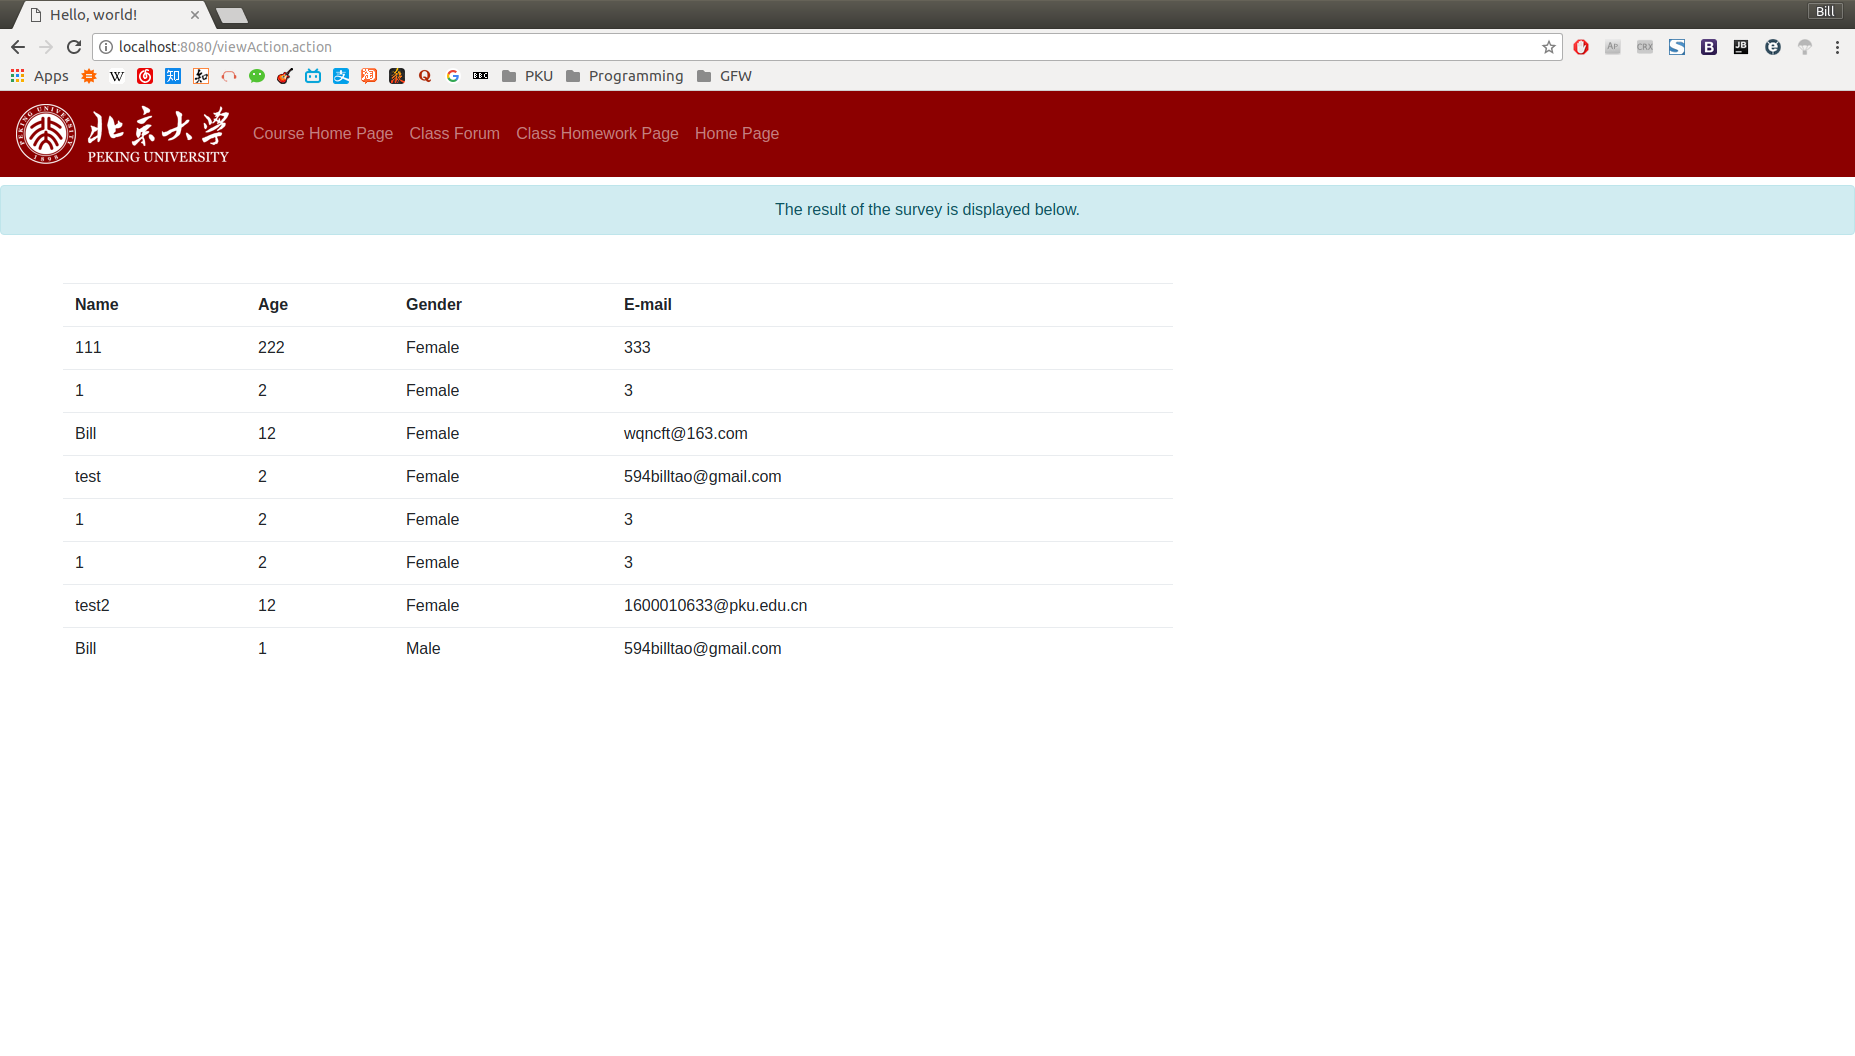 Hello, world!
Bill
localhost:8080/viewAction.action
Apps
PKU
Programming
GFW
北京大学
PEKING UNIVERSITY
Course Home Page
Class Forum
Class Homework Page
Home Page
The result of the survey is displayed below.
Name Age Gender E-mail
111 222 Female 333
1 2 Female 3
Bill 12 Female wqncft@163.com
test 2 Female 594billtao@gmail.com
1 2 Female 3
1 2 Female 3
test2 12 Female 1600010633@pku.edu.cn
Bill 1 Male 594billtao@gmail.com